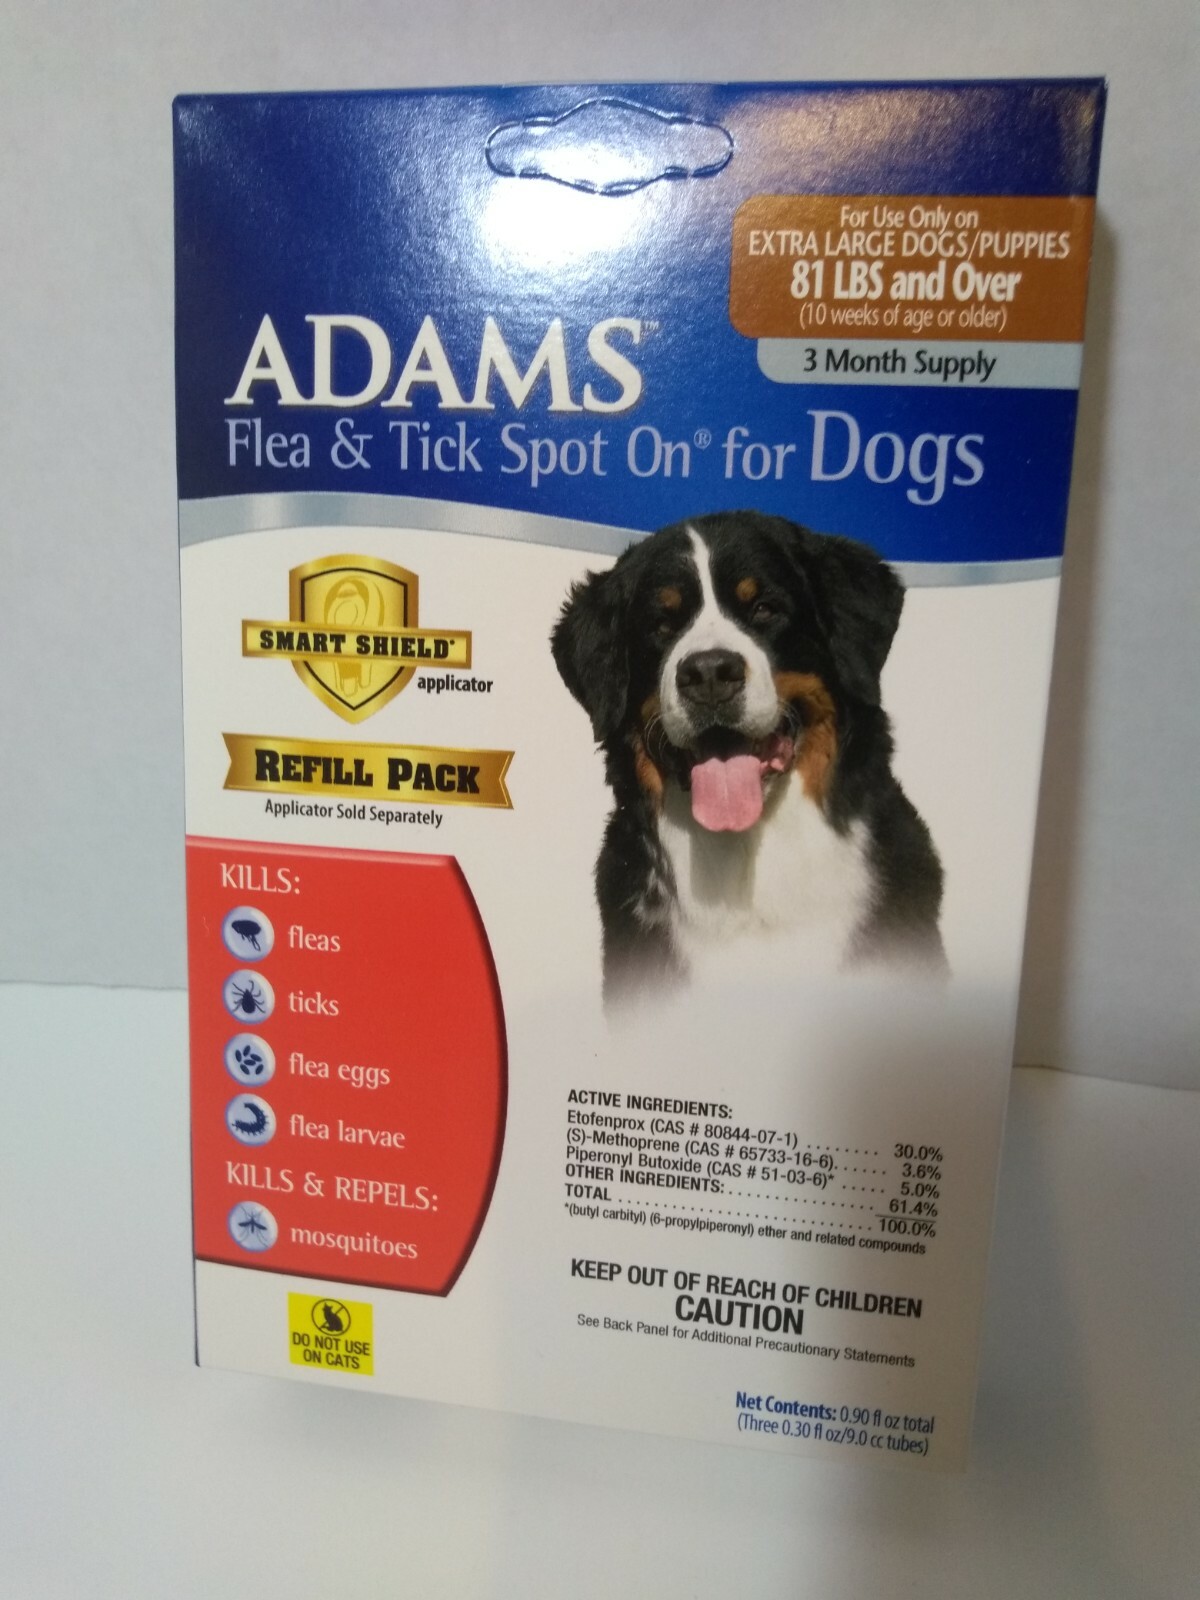 For Use Only on
EXTRA LARGE DOGS/PUPPIES
81 LBS and Over
(10 weeks of age or older)
3 Month Supply
ADAMS™
Flea & Tick Spot On® for Dogs
SMART SHIELD®
applicator
REFILL PACK
Applicator Sold Separately
KILLS:
fleas
ticks
flea eggs
flea larvae
KILLS & REPELS:
mosquitoes
DO NOT USE
ON CATS
ACTIVE INGREDIENTS:
Etofenprox (CAS # 80844-07-1) ........ 30.0%
(S)-Methoprene (CAS # 65733-16-6)...... 3.6%
Piperonyl Butoxide (CAS # 51-03-6)* ..... 5.0%
OTHER INGREDIENTS:................ 61.4%
TOTAL ........................... 100.0%
*(butyl carbityl) (6-propylpiperonyl) ether and related compounds
KEEP OUT OF REACH OF CHILDREN
CAUTION
See Back Panel for Additional Precautionary Statements
Net Contents: 0.90 fl oz total
(Three 0.30 fl oz/9.0 cc tubes)